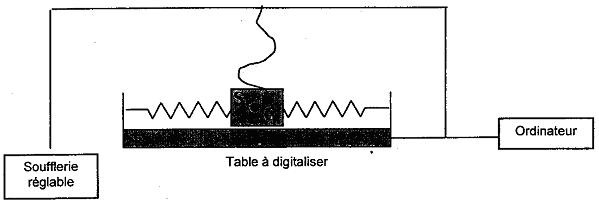 Ordinateur
Table à digitaliser
Soufflerie
réglable